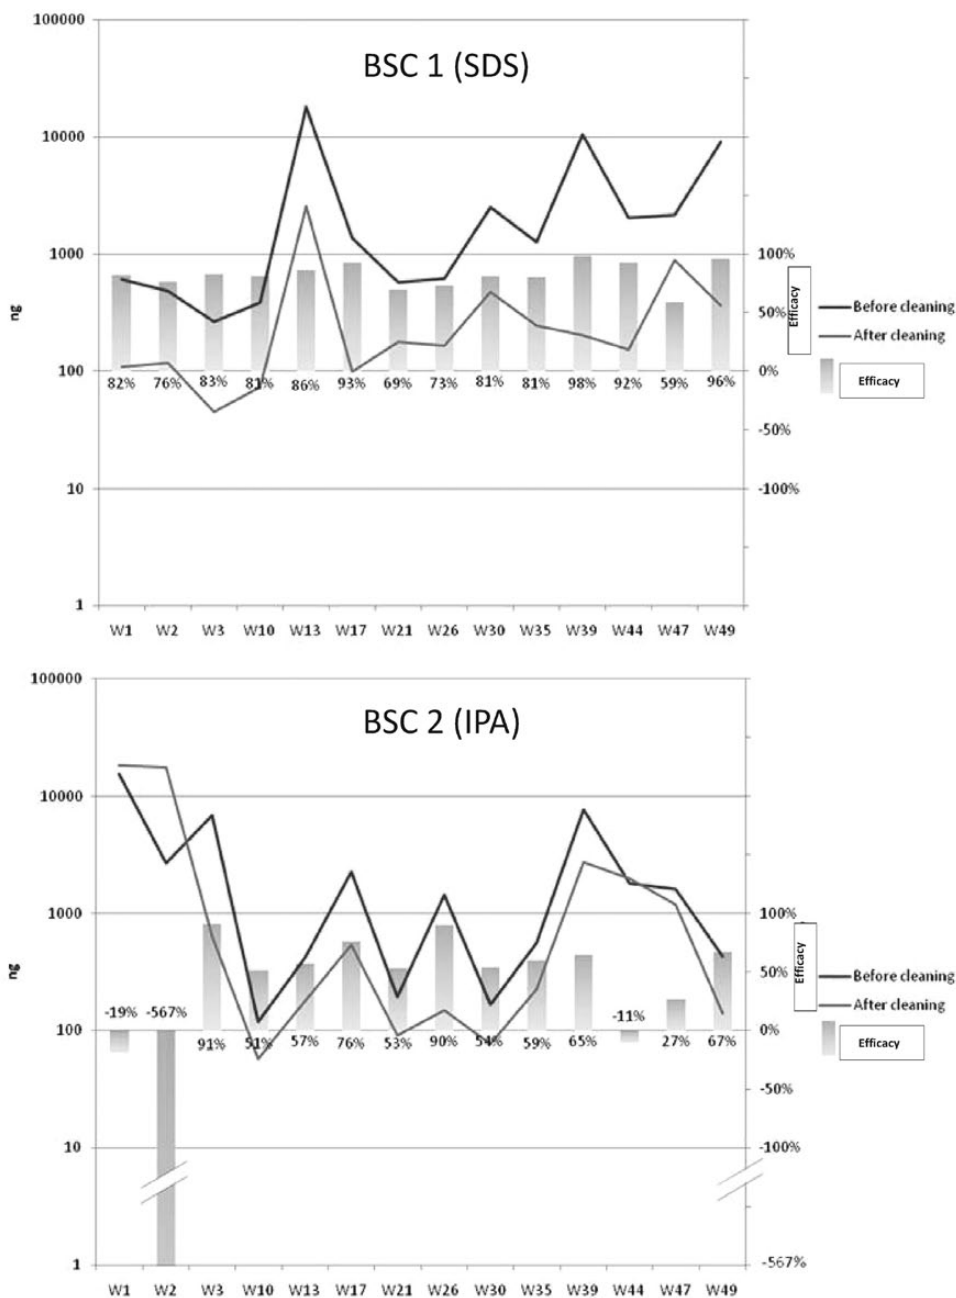 BSC 1 (SDS)
100000
10000
1000
100
10
1
ng
100%
50%
0%
-50%
-100%
Efficacy
Before cleaning
After cleaning
Efficacy
82% 76% 83% 81% 86% 93% 69% 73% 81% 81% 98% 92% 59% 96%
W1 W2 W3 W10 W13 W17 W21 W26 W30 W35 W39 W44 W47 W49
BSC 2 (IPA)
100000
10000
1000
100
10
1
ng
100%
50%
0%
-50%
-100%
-567%
Efficacy
Before cleaning
After cleaning
Efficacy
-19% -567% 91% 51% 57% 76% 53% 90% 54% 59% 65% -11% 27% 67%
W1 W2 W3 W10 W13 W17 W21 W26 W30 W35 W39 W44 W47 W49